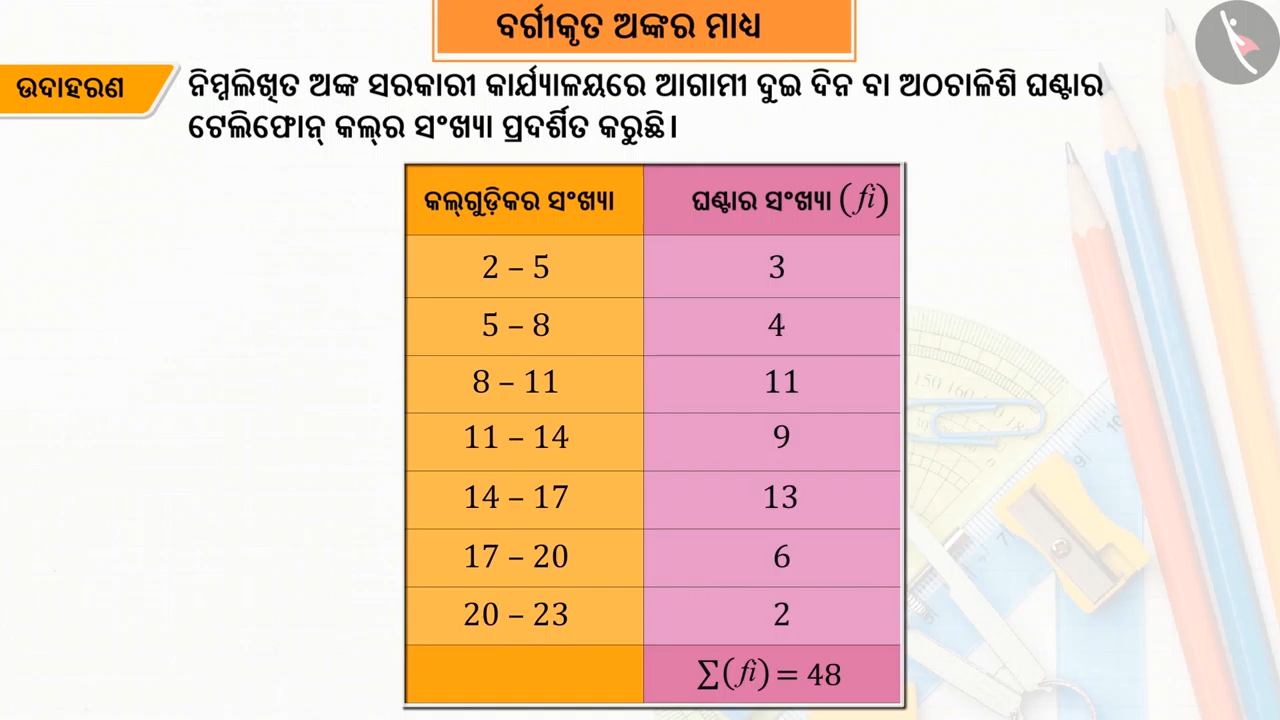 ବର୍ଗୀକୃତ ଅଙ୍କର ମାଧ୍ୟ
ଉଦାହରଣ
ନିମ୍ନଲିଖିତ ଅଙ୍କ ସରକାରୀ କାର୍ଯ୍ୟାଳୟରେ ଆଗାମୀ ଦୁଇ ଦିନ ବା ଅଠଚାଳିଶି ଘଣ୍ଟାର
ଟେଲିଫୋନ୍ କଲ୍‌ର ସଂଖ୍ୟା ପ୍ରଦର୍ଶିତ କରୁଛି।
କଲ୍‌ଗୁଡ଼ିକର ସଂଖ୍ୟା ଘଣ୍ଟାର ସଂଖ୍ୟା (fi)
2 – 5 3
5 – 8 4
8 – 11 11
11 – 14 9
14 – 17 13
17 – 20 6
20 – 23 2
∑(fi) = 48